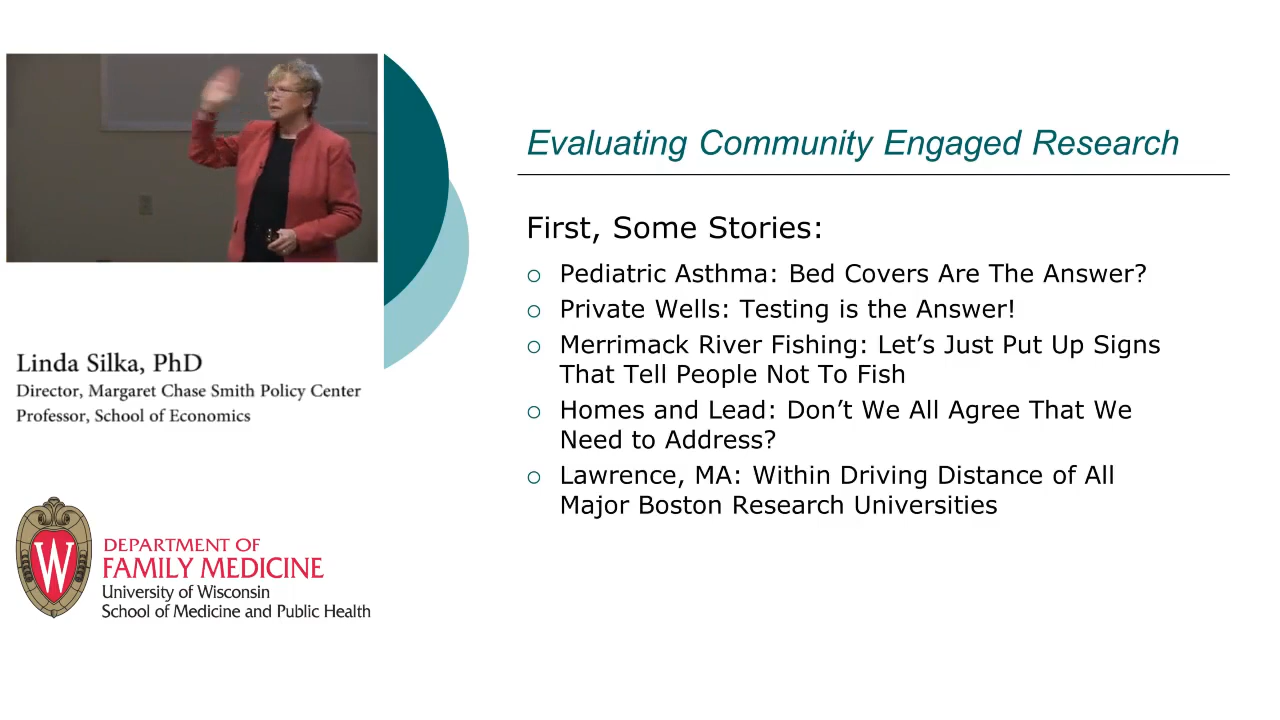 Evaluating Community Engaged Research
First, Some Stories:
Pediatric Asthma: Bed Covers Are The Answer?
Private Wells: Testing is the Answer!
Merrimack River Fishing: Let's Just Put Up Signs
That Tell People Not To Fish
Homes and Lead: Don't We All Agree That We
Need to Address?
Lawrence, MA: Within Driving Distance of All
Major Boston Research Universities
Linda Silka, PhD
Director, Margaret Chase Smith Policy Center
Professor, School of Economics
W
DEPARTMENT OF
FAMILY MEDICINE
University of Wisconsin
School of Medicine and Public Health